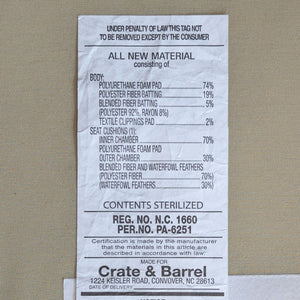 UNDER PENALTY OF LAW THIS TAG NOT
TO BE REMOVED EXCEPT BY THE CONSUMER
ALL NEW MATERIAL
consisting of
BODY:
POLYURETHANE FOAM PAD 74%
POLYESTER FIBER BATTING 19%
BLENDED FIBER BATTING 5%
(POLYESTER 92%, RAYON 8%)
TEXTILE CLIPPINGS PAD 2%
SEAT CUSHIONS (1):
INNER CHAMBER 70%
POLYURETHANE FOAM PAD
OUTER CHAMBER 30%
BLENDED FIBER AND WATERFOWL FEATHERS
(POLYESTER FIBER 70%)
(WATERFOWL FEATHERS 30%)
CONTENTS STERILIZED
REG. NO. N.C. 1660
PER.NO. PA-6251
Certification is made by the manufacturer
that the materials in this article are
described in accordance with law.
MADE FOR
Crate & Barrel
1224 KEISLER ROAD, CONVOVER, NC 28613
DATE OF DELIVERY